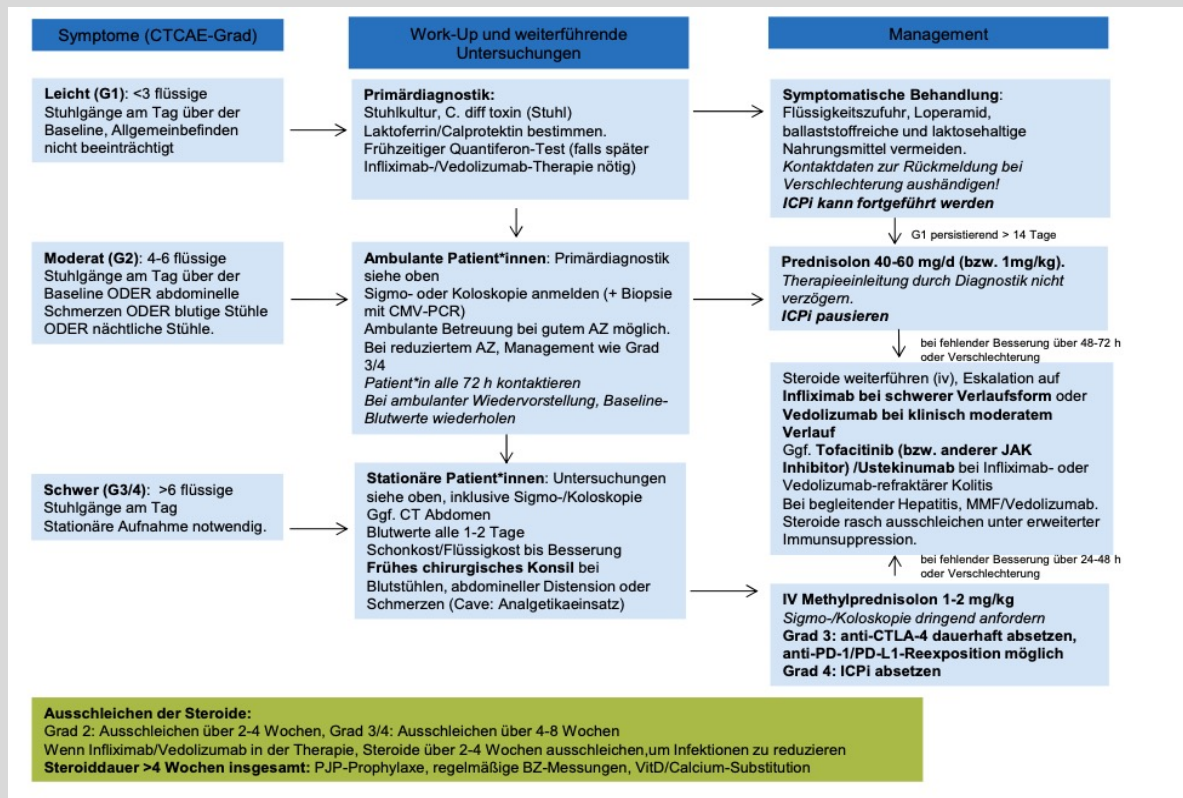 Symptome (CTCAE-Grad)
Work-Up und weiterführende
Untersuchungen
Management
Leicht (G1): <3 flüssige
Stuhlgänge am Tag über der
Baseline, Allgemeinbefinden
nicht beeinträchtigt
Primärdiagnostik:
Stuhlkultur, C. diff toxin (Stuhl)
Laktoferrin/Calprotektin bestimmen.
Frühzeitiger Quantiferon-Test (falls später
Infliximab-/Vedolizumab-Therapie nötig)
Symptomatische Behandlung:
Flüssigkeitszufuhr, Loperamid,
ballaststoffreiche und laktosehaltige
Nahrungsmittel vermeiden.
Kontaktdaten zur Rückmeldung bei
Verschlechterung aushändigen!
ICPi kann fortgeführt werden
G1 persistierend > 14 Tage
Moderat (G2): 4-6 flüssige
Stuhlgänge am Tag über der
Baseline ODER abdominelle
Schmerzen ODER blutige Stühle
ODER nächtliche Stühle.
Ambulante Patient*innen: Primärdiagnostik
siehe oben
Sigmo- oder Koloskopie anmelden (+ Biopsie
mit CMV-PCR)
Ambulante Betreuung bei gutem AZ möglich.
Bei reduziertem AZ, Management wie Grad
3/4
Patient*in alle 72 h kontaktieren
Bei ambulanter Wiedervorstellung, Baseline-
Blutwerte wiederholen
Prednisolon 40-60 mg/d (bzw. 1mg/kg).
Therapieeinleitung durch Diagnostik nicht
verzögern.
ICPi pausieren
bei fehlender Besserung über 48-72 h
oder Verschlechterung
Steroide weiterführen (iv), Eskalation auf
Infliximab bei schwerer Verlaufsform oder
Vedolizumab bei klinisch moderatem
Verlauf
Ggf. Tofacitinib (bzw. anderer JAK
Inhibitor) /Ustekinumab bei Infliximab- oder
Vedolizumab-refraktärer Kolitis
Bei begleitender Hepatitis, MMF/Vedolizumab.
Steroide rasch ausschleichen unter erweiterter
Immunsuppression.
Schwer (G3/4): >6 flüssige
Stuhlgänge am Tag
Stationäre Aufnahme notwendig.
Stationäre Patient*innen: Untersuchungen
siehe oben, inklusive Sigmo-/Koloskopie
Ggf. CT Abdomen
Blutwerte alle 1-2 Tage
Schonkost/Flüssigkost bis Besserung
Frühes chirurgisches Konsil bei
Blutstühlen, abdomineller Distension oder
Schmerzen (Cave: Analgetikaeinsatz)
bei fehlender Besserung über 24-48 h
oder Verschlechterung
IV Methylprednisolon 1-2 mg/kg
Sigmo-/Koloskopie dringend anfordern
Grad 3: anti-CTLA-4 dauerhaft absetzen,
anti-PD-1/PD-L1-Reexposition möglich
Grad 4: ICPi absetzen
Ausschleichen der Steroide:
Grad 2: Ausschleichen über 2-4 Wochen, Grad 3/4: Ausschleichen über 4-8 Wochen
Wenn Infliximab/Vedolizumab in der Therapie, Steroide über 2-4 Wochen ausschleichen,um Infektionen zu reduzieren
Steroiddauer >4 Wochen insgesamt: PJP-Prophylaxe, regelmäßige BZ-Messungen, VitD/Calcium-Substitution